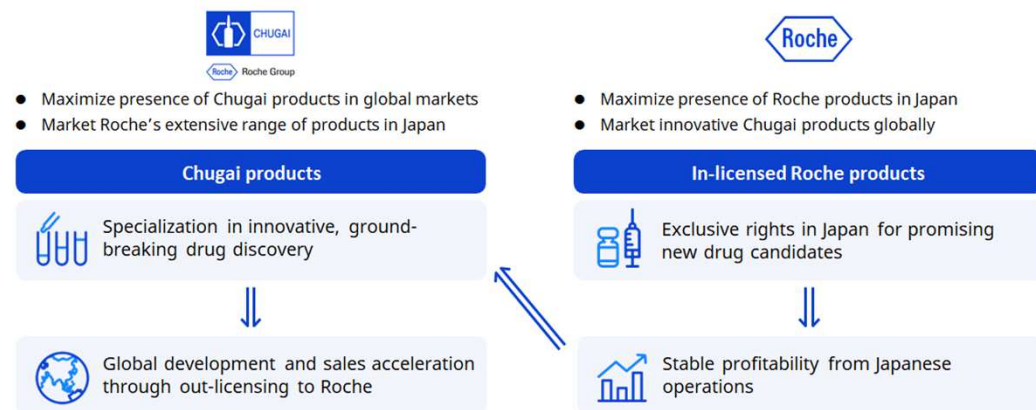 CHUGAI
Roche Roche Group
● Maximize presence of Chugai products in global markets
● Market Roche's extensive range of products in Japan
Chugai products
Specialization in innovative, ground-
breaking drug discovery
Global development and sales acceleration
through out-licensing to Roche
Roche
● Maximize presence of Roche products in Japan
● Market innovative Chugai products globally
In-licensed Roche products
Exclusive rights in Japan for promising
new drug candidates
Stable profitability from Japanese
operations